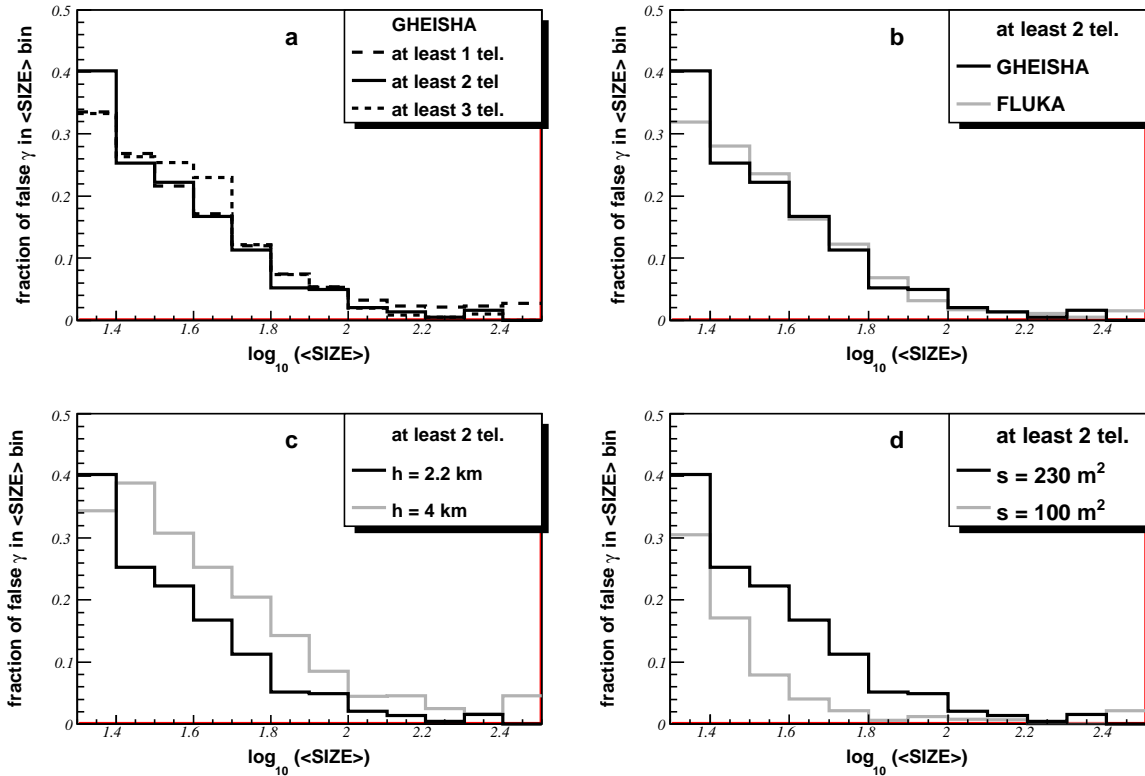 fraction of false γ in <SIZE> bin
0.5
0.4
0.3
0.2
0.1
0
a
GHEISHA
at least 1 tel.
at least 2 tel
at least 3 tel.
1.4 1.6 1.8 2 2.2 2.4
log10 (<SIZE>)
fraction of false γ in <SIZE> bin
0.5
0.4
0.3
0.2
0.1
0
b
at least 2 tel.
GHEISHA
FLUKA
1.4 1.6 1.8 2 2.2 2.4
log10 (<SIZE>)
fraction of false γ in <SIZE> bin
0.5
0.4
0.3
0.2
0.1
0
c
at least 2 tel.
h = 2.2 km
h = 4 km
1.4 1.6 1.8 2 2.2 2.4
log10 (<SIZE>)
fraction of false γ in <SIZE> bin
0.5
0.4
0.3
0.2
0.1
0
d
at least 2 tel.
s = 230 m²
s = 100 m²
1.4 1.6 1.8 2 2.2 2.4
log10 (<SIZE>)